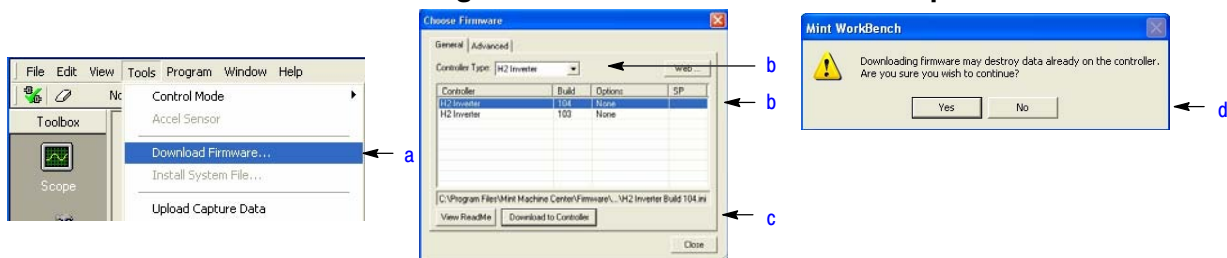 File Edit View Tools Program Window Help
Control Mode
Accel Sensor
Toolbox
Download Firmware...
Install System File...
Scope
Upload Capture Data
a
Choose Firmware
General Advanced
Controller Type: H2 Inverter
Web ...
b
Controller Build Options SP
H2 Inverter 104 None
H2 Inverter 103 None
b
C:\Program Files\Mint Machine Center\Firmware\...\H2 Inverter Build 104.ini
View ReadMe Download to Controller
c
Close
Mint WorkBench
Downloading firmware may destroy data already on the controller.
Are you sure you wish to continue?
Yes No
d